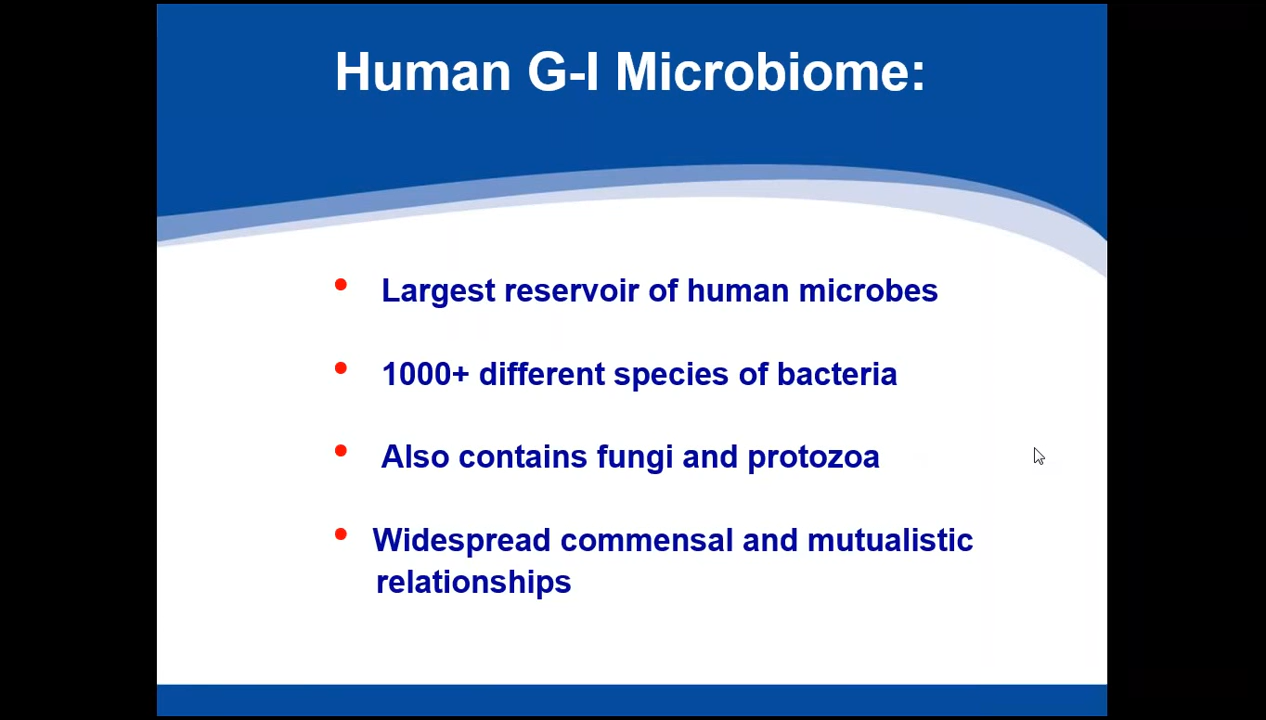 Human G-I Microbiome:
• Largest reservoir of human microbes
• 1000+ different species of bacteria
• Also contains fungi and protozoa
• Widespread commensal and mutualistic
relationships